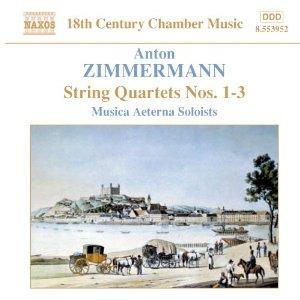 NAXOS
18th Century Chamber Music
DDD
8.553952
Anton
ZIMMERMANN
String Quartets Nos. 1-3
Musica Aeterna Soloists